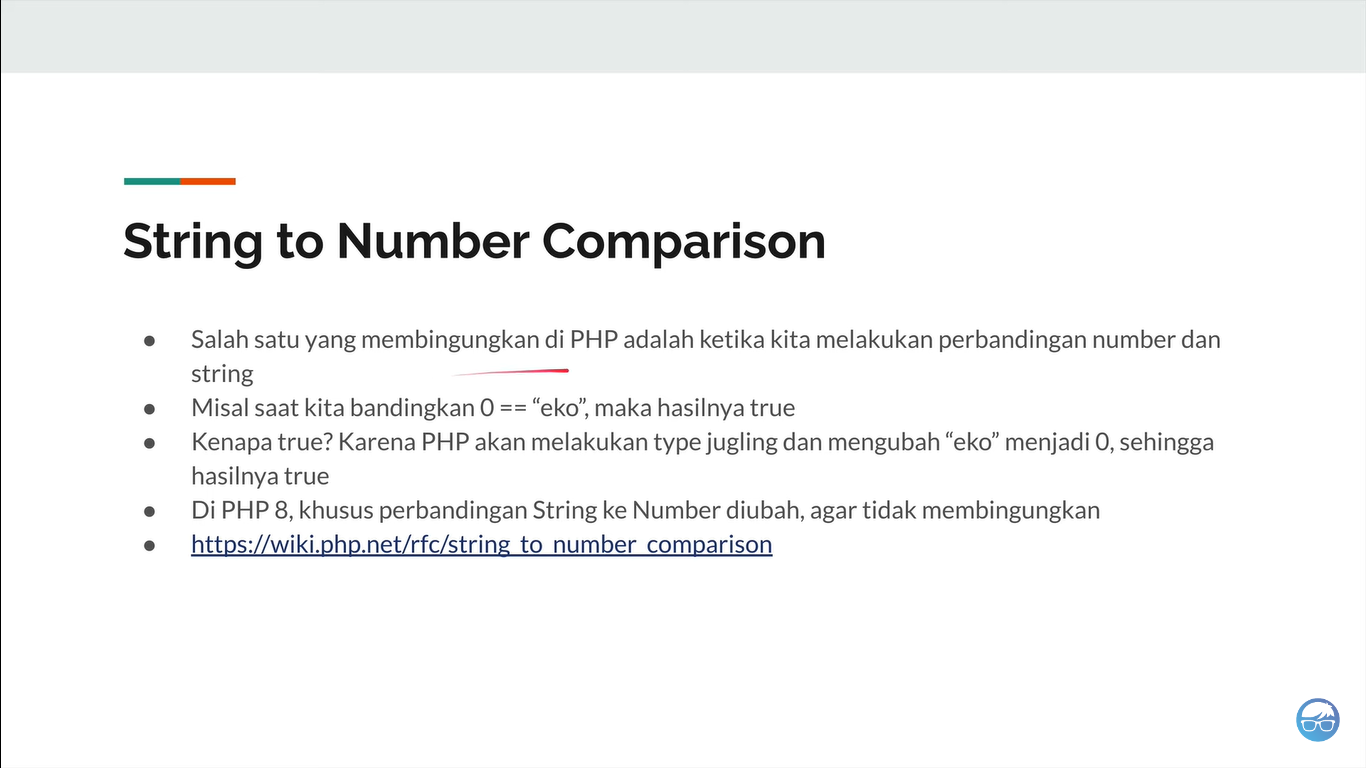 String to Number Comparison
● Salah satu yang membingungkan di PHP adalah ketika kita melakukan perbandingan number dan
string
● Misal saat kita bandingkan 0 == “eko”, maka hasilnya true
● Kenapa true? Karena PHP akan melakukan type jugling dan mengubah “eko” menjadi 0, sehingga
hasilnya true
● Di PHP 8, khusus perbandingan String ke Number diubah, agar tidak membingungkan
● https://wiki.php.net/rfc/string_to_number_comparison